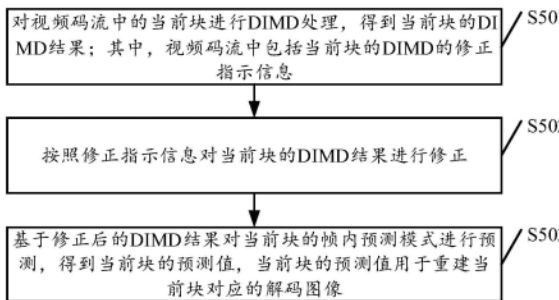 对视频码流中的当前块进行DIMD处理，得到当前块的DI
MD结果；其中，视频码流中包括当前块的DIMD的修正
指示信息
S50
按照修正指示信息对当前块的DIMD结果进行修正
S50
基于修正后的DIMD结果对当前块的帧内预测模式进行预
测，得到当前块的预测值，当前块的预测值用于重建当
前块对应的解码图像
S50